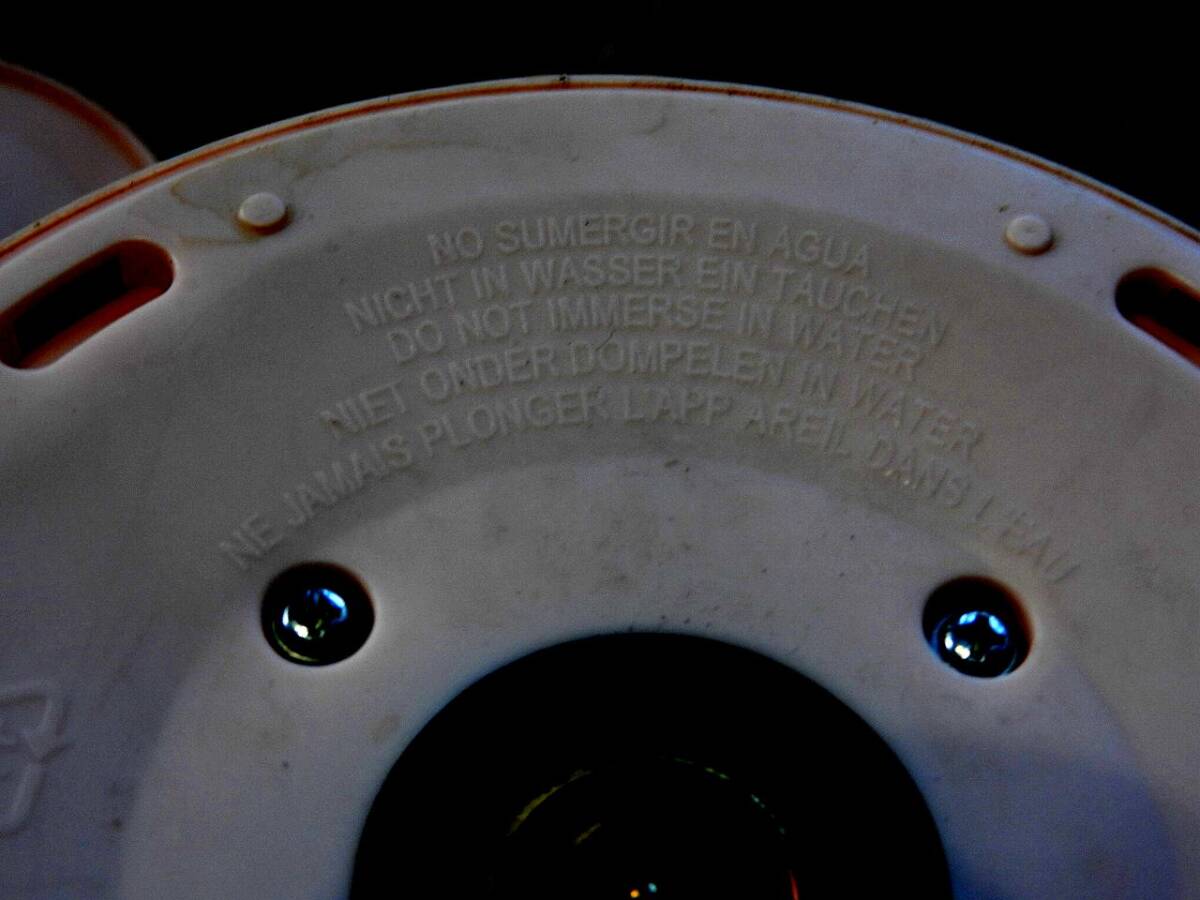 NO SUMERGIR EN AGUA
NICHT IN WASSER EIN TAUCHEN
DO NOT IMMERSE IN WATER
NIET ONDER DOMPELEN IN WATER
NE JAMAIS PLONGER L'APP AREIL DANS L'EAU